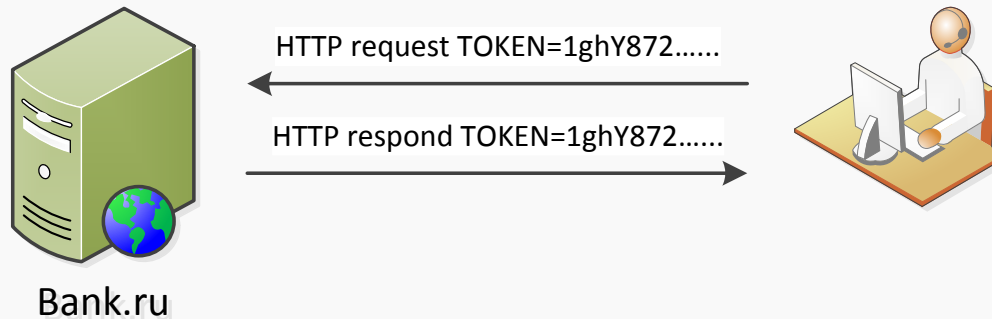 HTTP request TOKEN=1ghY872…...
HTTP respond TOKEN=1ghY872…...
Bank.ru